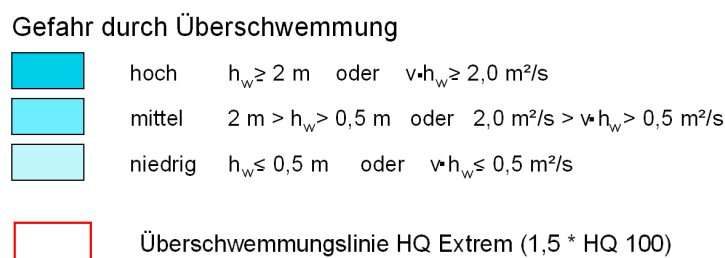 Gefahr durch Überschwemmung
hoch h_w ≥ 2 m oder v·h_w ≥ 2,0 m²/s
mittel 2 m > h_w > 0,5 m oder 2,0 m²/s > v·h_w > 0,5 m²/s
niedrig h_w ≤ 0,5 m oder v·h_w ≤ 0,5 m²/s
Überschwemmungslinie HQ Extrem (1,5 * HQ 100)